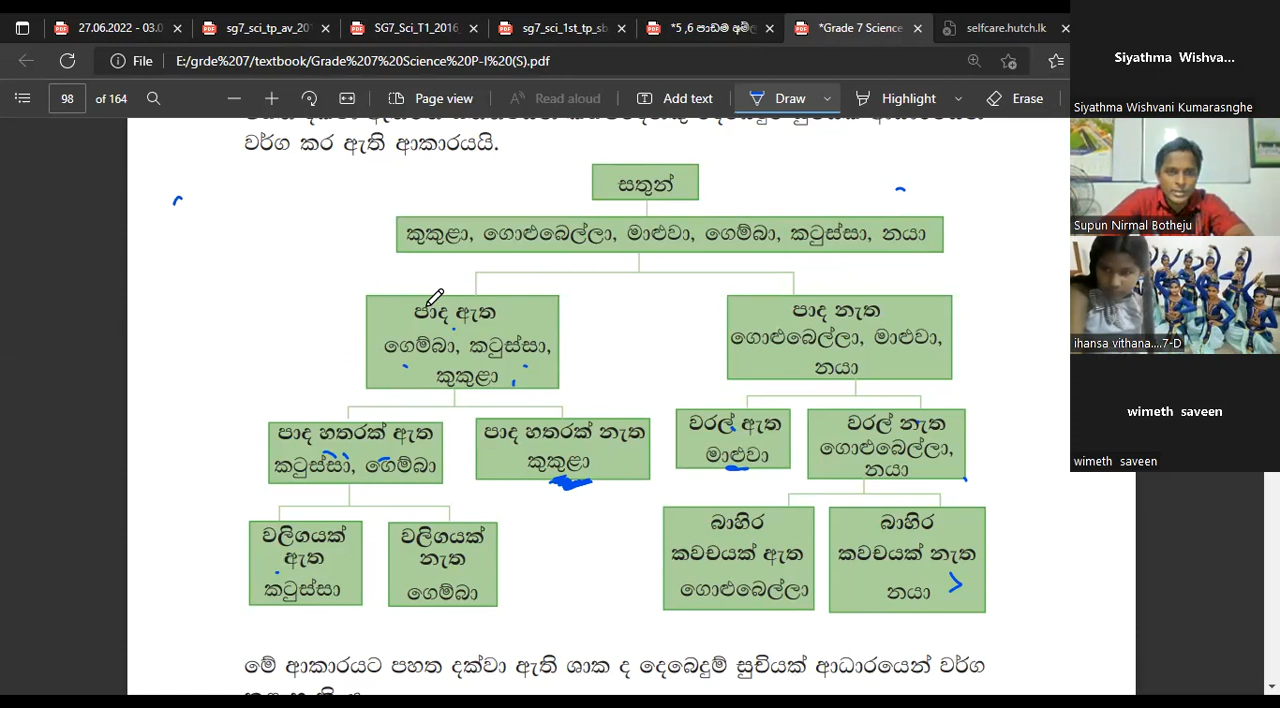 27.06.2022 - 03.0
sg7_sci_tp_av_201
SG7_Sci_T1_2016_
sg7_sci_1st_tp_sb
*5 ,6 පාඩම්
*Grade 7 Science
selfcare.hutch.lk
File
E:/grde%207/textbook/Grade%207%20Science%20P-I%20(S).pdf
98 of 164
Page view
Read aloud
Add text
Draw
Highlight
Erase
වර්ග කර ඇති ආකාරයයි.
සතුන්
කුකුළා, ගොළුබෙල්ලා, මාළුවා, ගෙම්බා, කටුස්සා, නයා
පාද ඇත
ගෙම්බා, කටුස්සා,
කුකුළා
පාද නැත
ගොළුබෙල්ලා, මාළුවා,
නයා
පාද හතරක් ඇත
කටුස්සා, ගෙම්බා
පාද හතරක් නැත
කුකුළා
වරල් ඇත
මාළුවා
වරල් නැත
ගොළුබෙල්ලා,
නයා
වලිගයක්
ඇත
කටුස්සා
වලිගයක්
නැත
ගෙම්බා
බාහිර
කවචයක් ඇත
ගොළුබෙල්ලා
බාහිර
කවචයක් නැත
නයා
මේ ආකාරයට පහත දක්වා ඇති ශාක ද දෙබෙදුම් සුචියක් ආධාරයෙන් වර්ග
Siyathma Wishva...
Siyathma Wishvani Kumarasnghe
Supun Nirmal Botheju
ihansa vithana....7-D
wimeth saveen
wimeth saveen